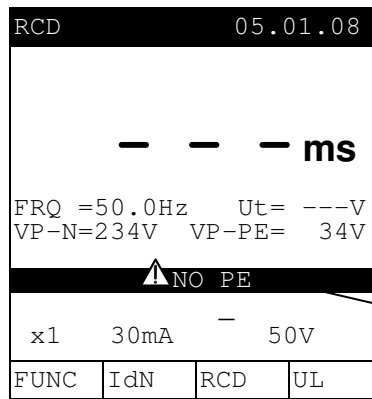 RCD 05.01.08
– – – ms
FRQ =50.0Hz Ut= ---V
VP-N=234V VP-PE= 34V
NO PE
x1 30mA – 50V
FUNC IdN RCD UL